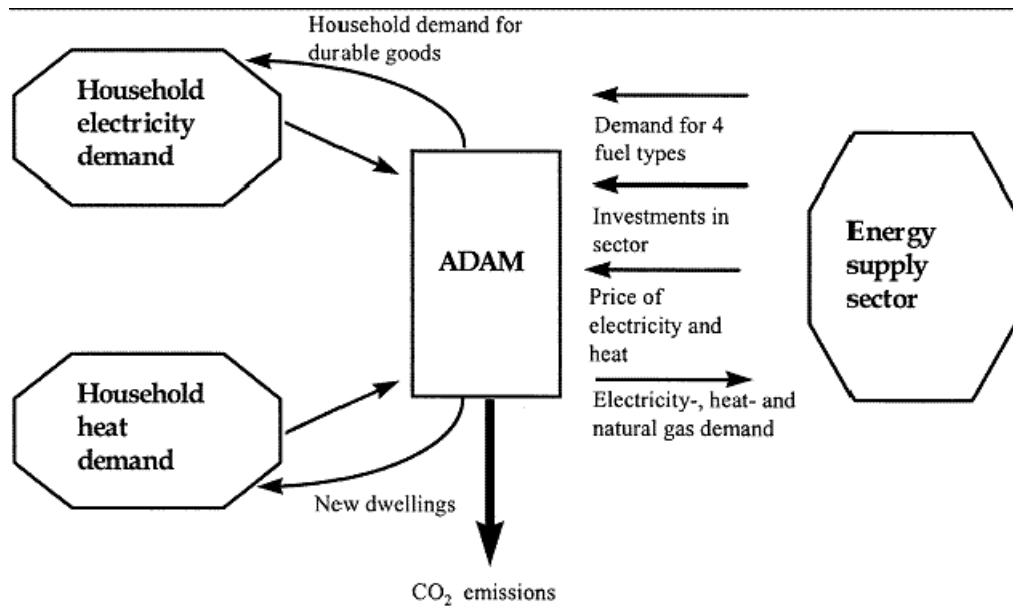 Household demand for
durable goods
Household
electricity
demand
Demand for 4
fuel types
Investments in
sector
ADAM
Energy
supply
sector
Price of
electricity and
heat
Electricity-, heat- and
natural gas demand
Household
heat
demand
New dwellings
CO₂ emissions